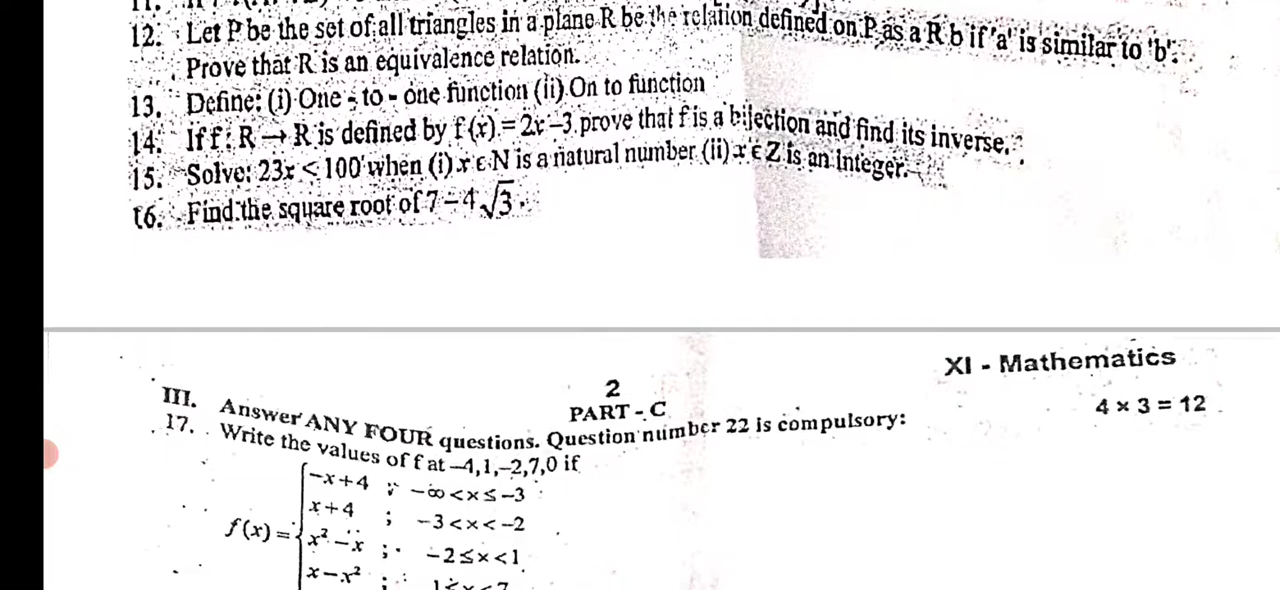 12. Let P be the set of all triangles in a plane R be the relation defined on P as a R b if 'a' is similar to 'b'.
Prove that R is an equivalence relation.
13. Define: (i) One - to - one function (ii) On to function
14. If f : R → R is defined by f (x) = 2x –3 prove that f is a bijection and find its inverse.
15. Solve: 23x < 100 when (i) x ∈ N is a natural number (ii) x ∈ Z is an integer.
16. Find the square root of 7 – 4√3.
XI - Mathematics
2
PART - C
4 × 3 = 12
III. Answer ANY FOUR questions. Question number 22 is compulsory:
17. Write the values of f at –4,1,–2,7,0 if
f (x) = { –x+4 ; –∞ < x ≤ –3
x+4 ; –3 < x < –2
x² – x ; –2 ≤ x < 1
x – x² ; 1 ≤ x < 7